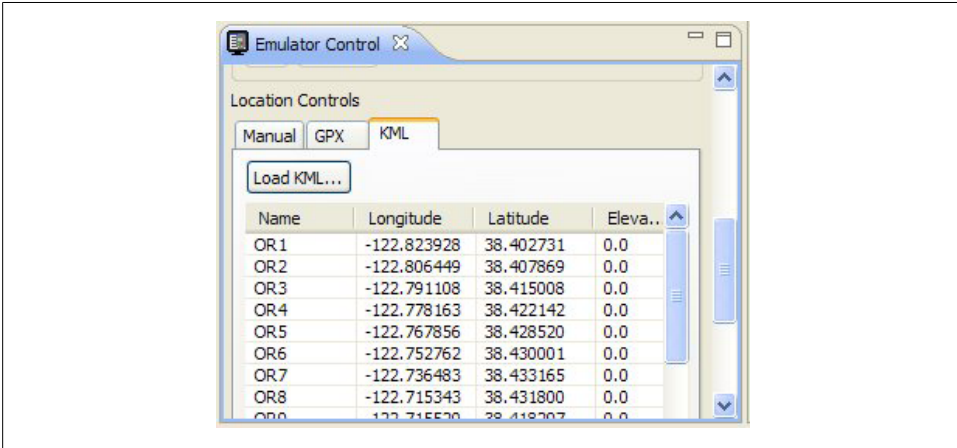 Emulator Control
Location Controls
Manual GPX KML
Load KML...
Name Longitude Latitude Eleva...
OR1 -122.823928 38.402731 0.0
OR2 -122.806449 38.407869 0.0
OR3 -122.791108 38.415008 0.0
OR4 -122.778163 38.422142 0.0
OR5 -122.767856 38.428520 0.0
OR6 -122.752762 38.430001 0.0
OR7 -122.736483 38.433165 0.0
OR8 -122.715343 38.431800 0.0